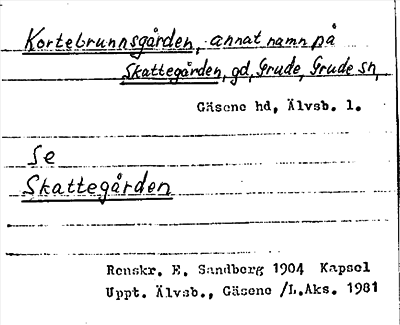 Kortebrunnsgården, annat namn på
Skattegården, gd, Grude, Grude sn,
Gäsene hd, Älvsb. l.
Se
Skattegården
Renskr. E. Sandberg 1904 Kapsel
Uppt. Älvsb., Gäsene /L.Aks. 1981